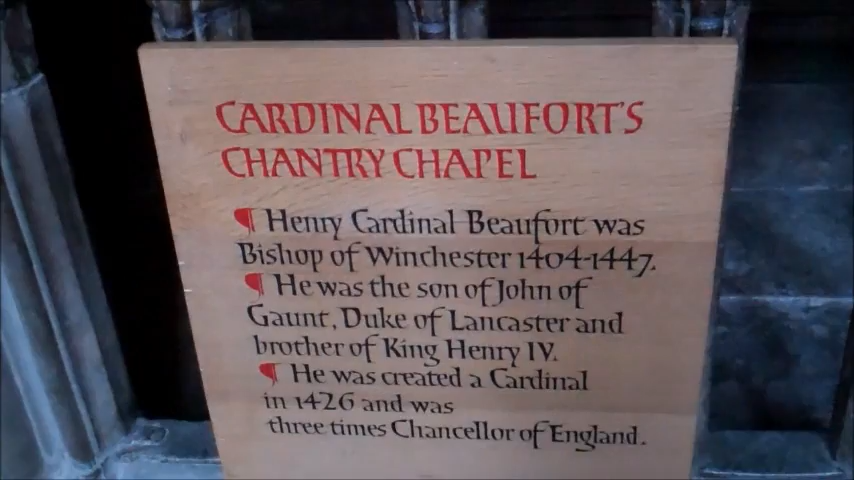 CARDINAL BEAUFORT'S
CHANTRY CHAPEL
¶ Henry Cardinal Beaufort was
Bishop of Winchester 1404-1447.
¶ He was the son of John of
Gaunt, Duke of Lancaster and
brother of King Henry IV.
¶ He was created a Cardinal
in 1426 and was
three times Chancellor of England.